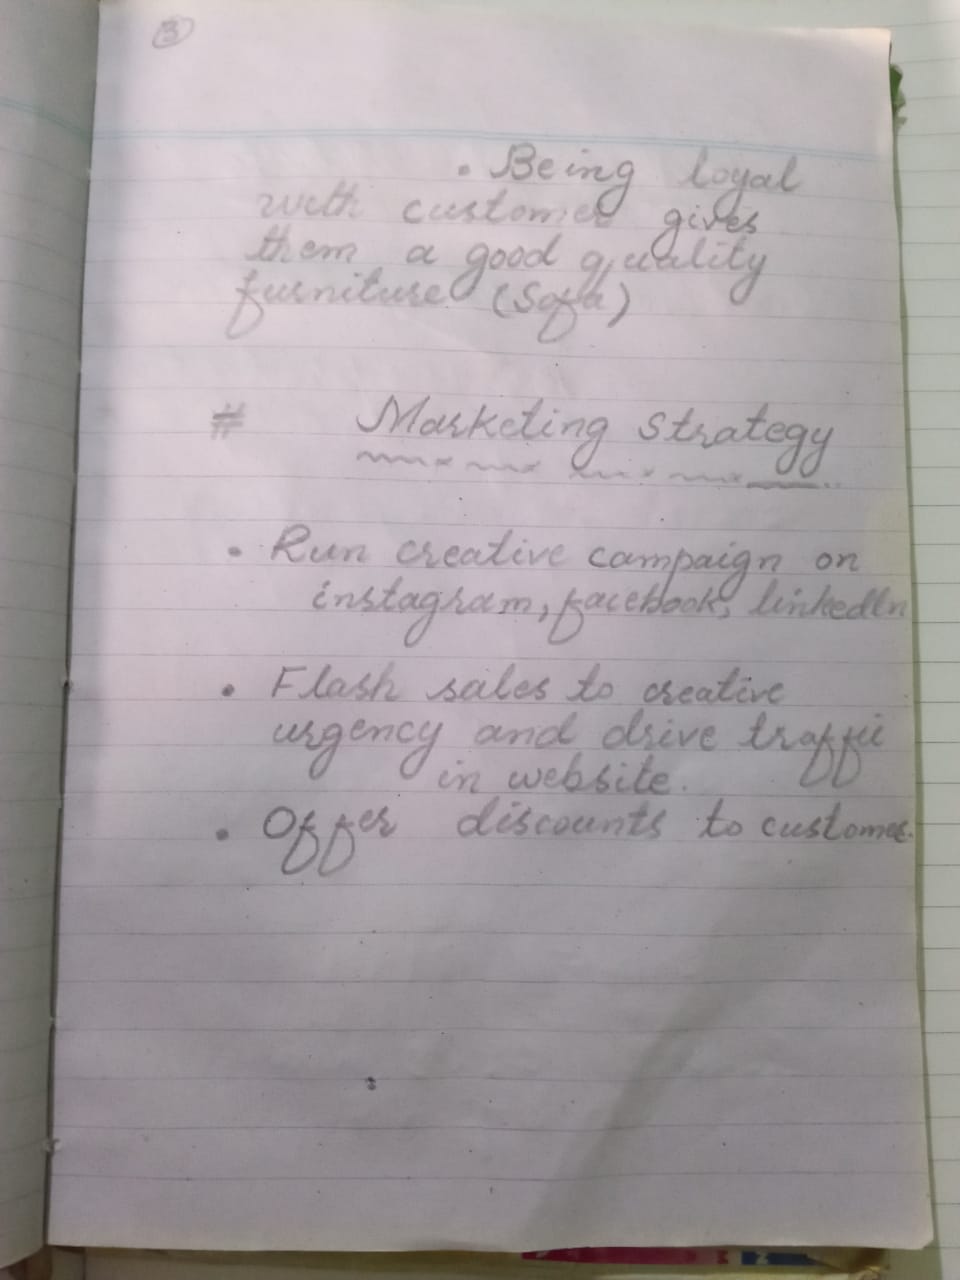 3
• Being loyal
with customer gives
them a good quality
furniture (Sofa)
# Marketing strategy
• Run creative campaign on
instagram, facebook, linkedIn
• Flash sales to creative
urgency and drive traffic
in website.
• Offer discounts to customer.